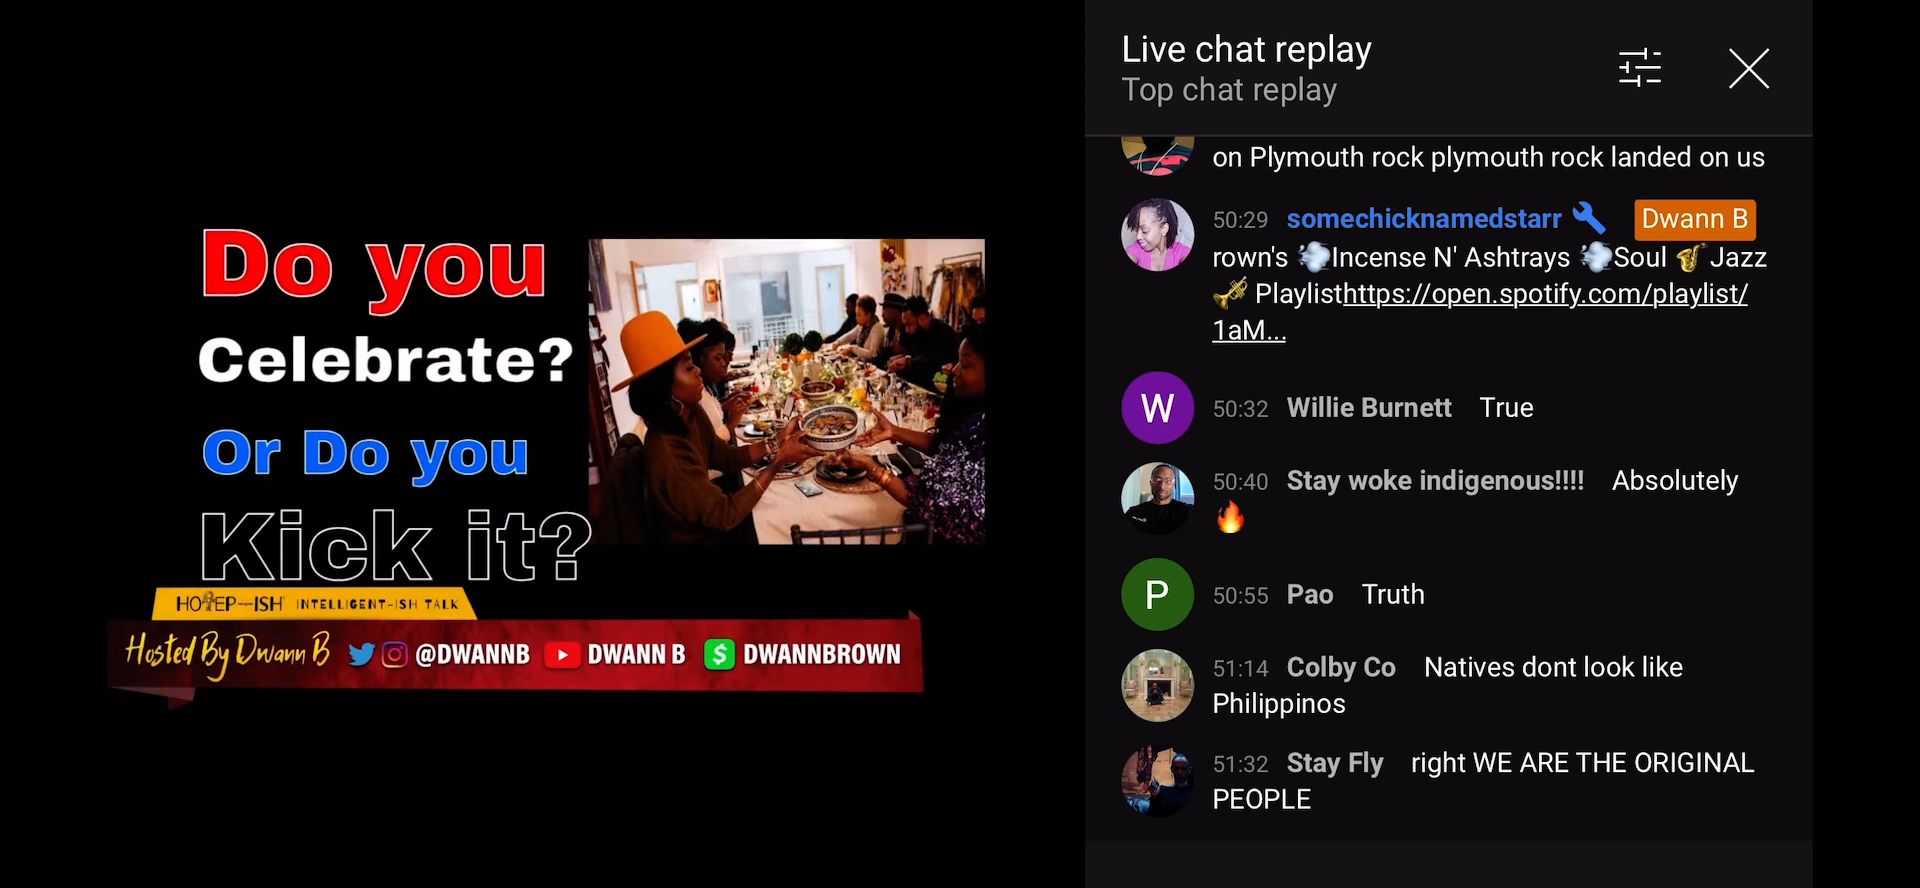 Do you
Celebrate?
Or Do you
Kick it?
HOTEP-ISH INTELLIGENT-ISH TALK
Hosted By Dwann B @DWANNB DWANN B $ DWANNBROWN
Live chat replay
Top chat replay
on Plymouth rock plymouth rock landed on us
50:29 somechicknamedstarr Dwann B
rown's 💨Incense N' Ashtrays 💨Soul 🎷Jazz
🎺 Playlisthttps://open.spotify.com/playlist/
1aM...
W 50:32 Willie Burnett True
50:40 Stay woke indigenous!!!! Absolutely
🔥
P 50:55 Pao Truth
51:14 Colby Co Natives dont look like
Philippinos
51:32 Stay Fly right WE ARE THE ORIGINAL
PEOPLE